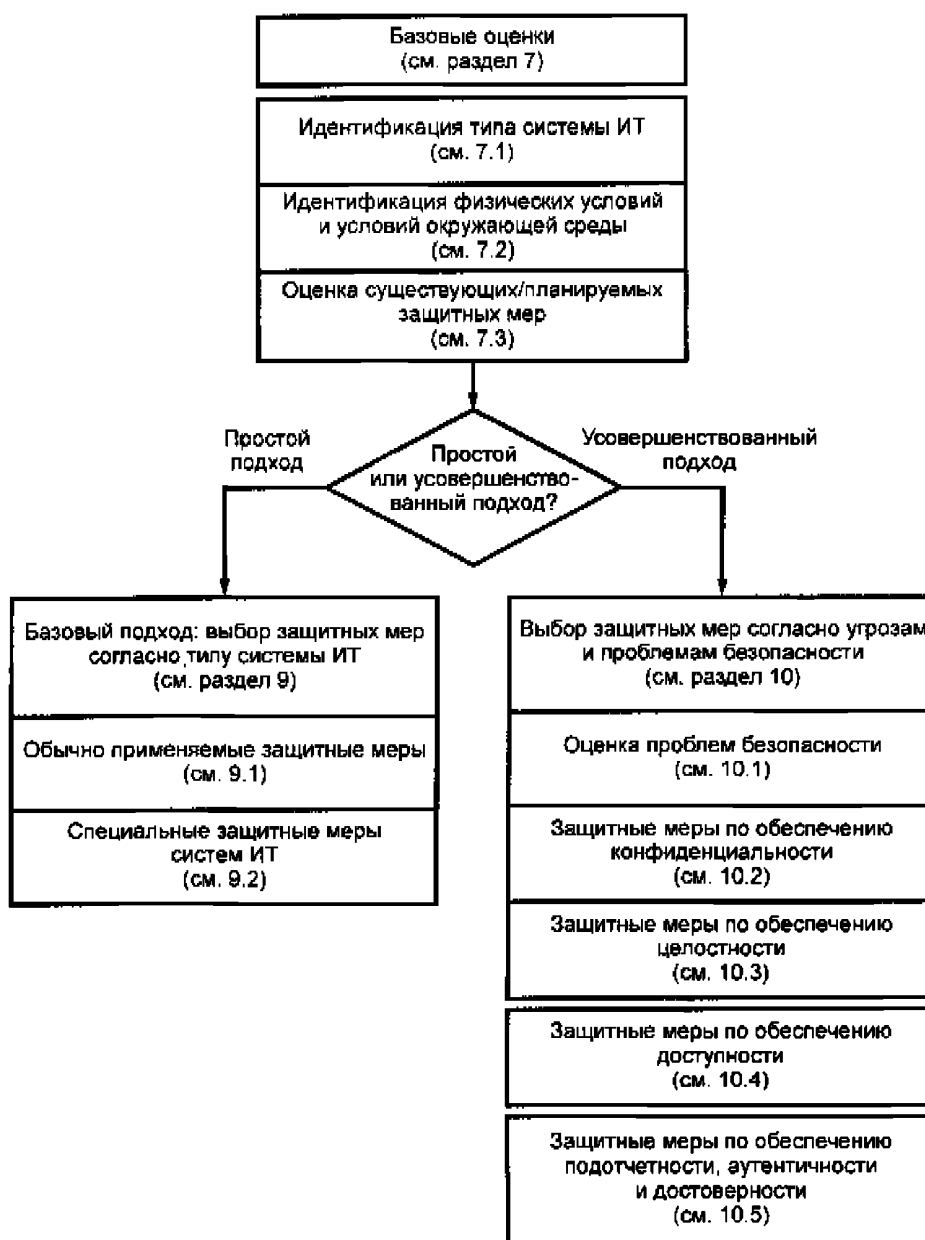 Базовые оценки
(см. раздел 7)
Идентификация типа системы ИТ
(см. 7.1)
Идентификация физических условий
и условий окружающей среды
(см. 7.2)
Оценка существующих/планируемых
защитных мер
(см. 7.3)
Простой
подход
Простой
или усовершенство-
ванный подход?
Усовершенствованный
подход
Базовый подход: выбор защитных мер
согласно типу системы ИТ
(см. раздел 9)
Обычно применяемые защитные меры
(см. 9.1)
Специальные защитные меры
систем ИТ
(см. 9.2)
Выбор защитных мер согласно угрозам
и проблемам безопасности
(см. раздел 10)
Оценка проблем безопасности
(см. 10.1)
Защитные меры по обеспечению
конфиденциальности
(см. 10.2)
Защитные меры по обеспечению
целостности
(см. 10.3)
Защитные меры по обеспечению
доступности
(см. 10.4)
Защитные меры по обеспечению
подотчетности, аутентичности
и достоверности
(см. 10.5)